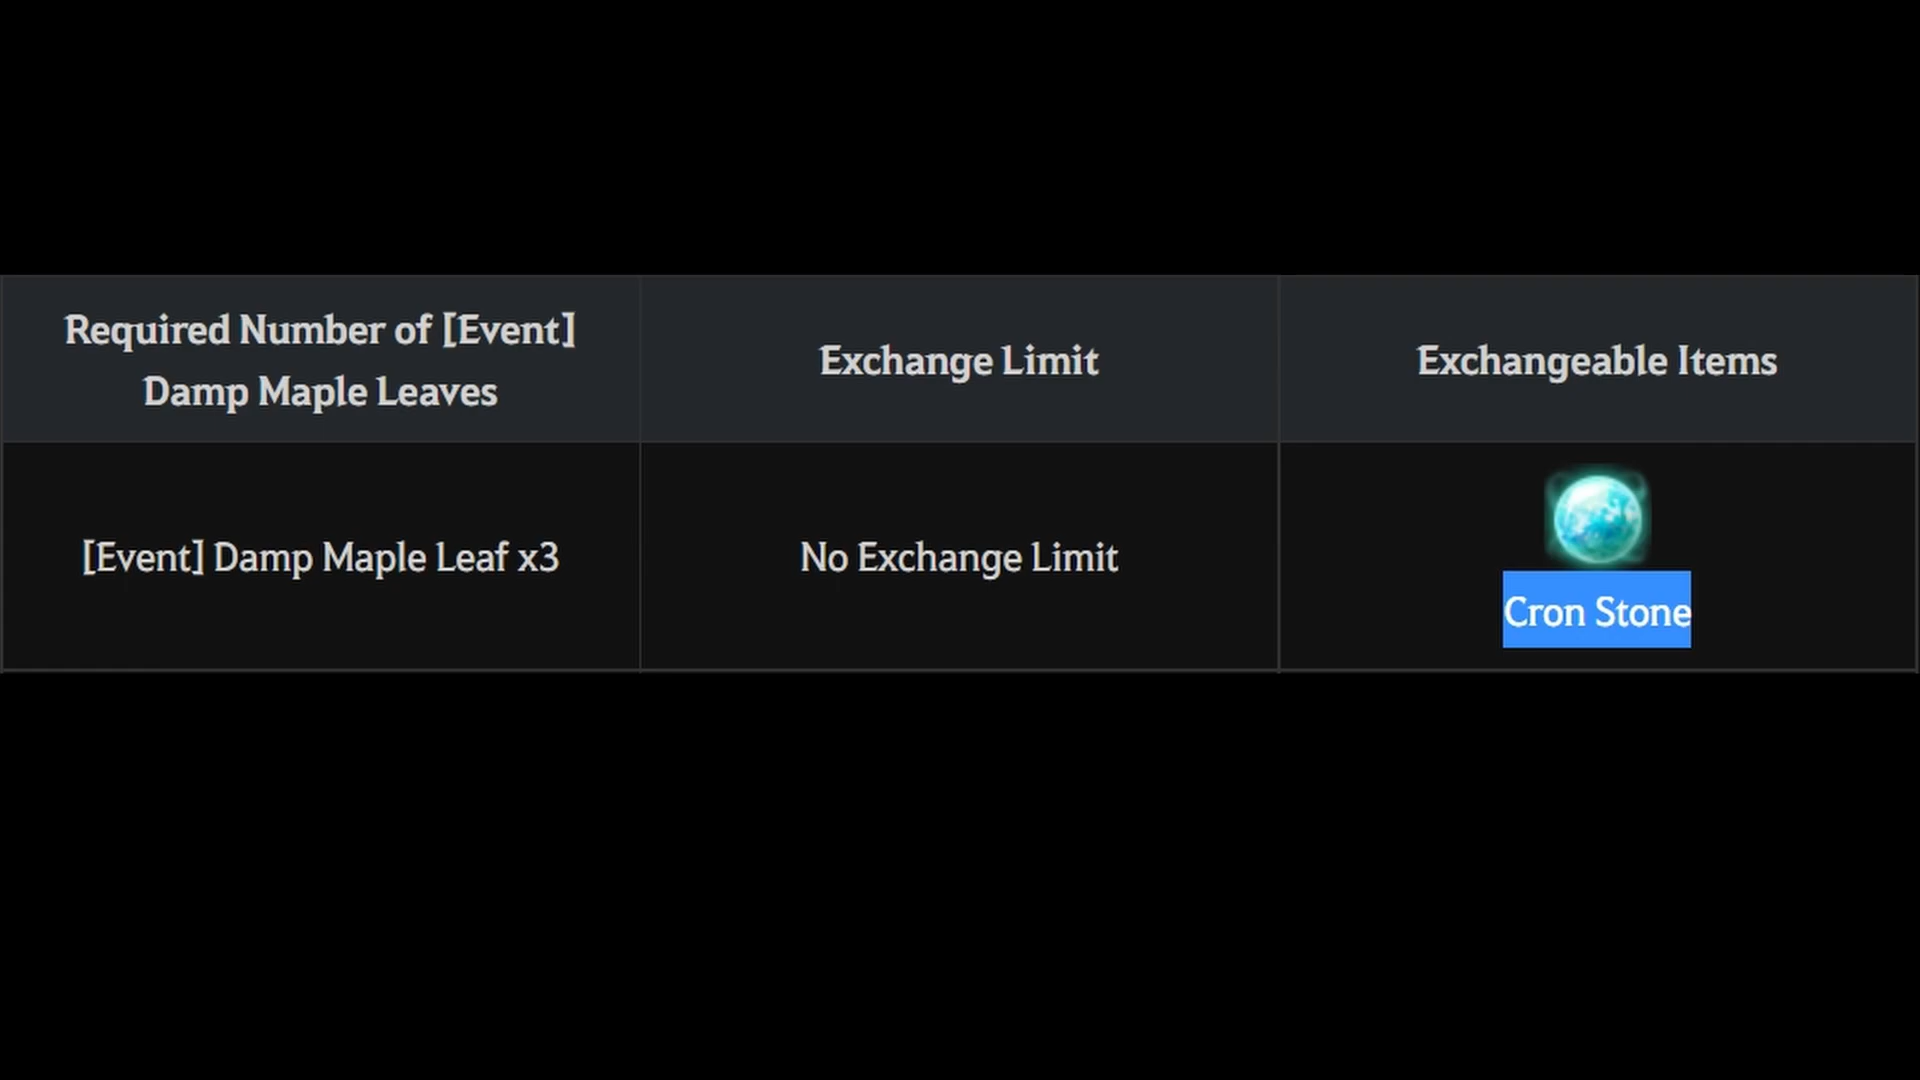 Required Number of [Event]
Damp Maple Leaves
Exchange Limit
Exchangeable Items
[Event] Damp Maple Leaf x3
No Exchange Limit
Cron Stone